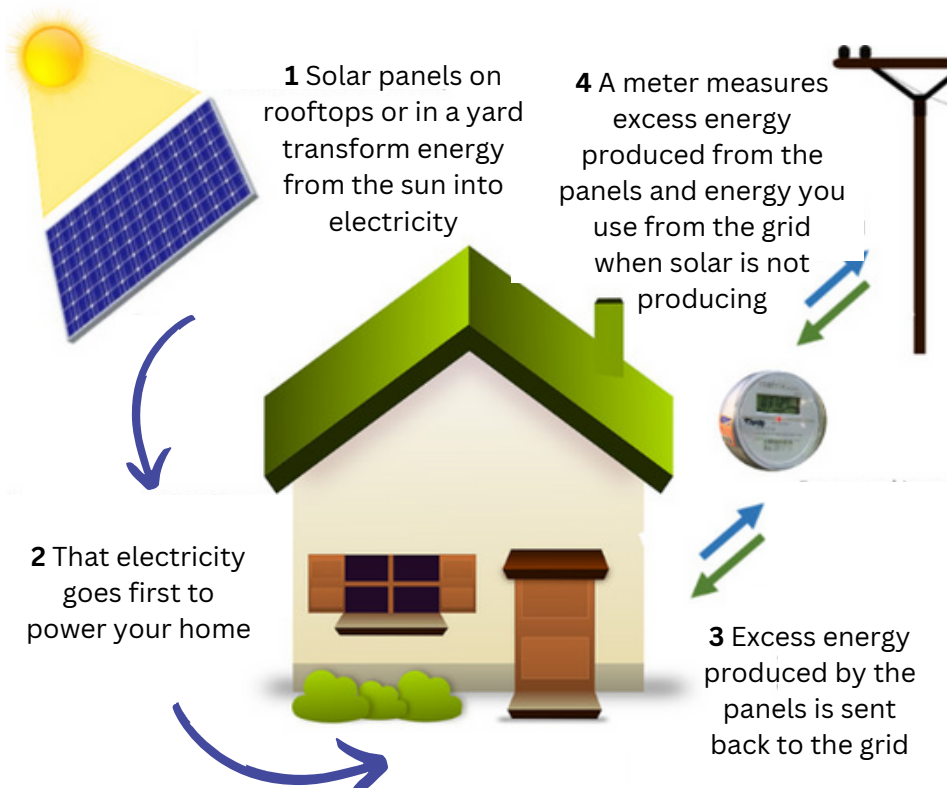 1 Solar panels on
rooftops or in a yard
transform energy
from the sun into
electricity
2 That electricity
goes first to
power your home
3 Excess energy
produced by the
panels is sent
back to the grid
4 A meter measures
excess energy
produced from the
panels and energy you
use from the grid
when solar is not
producing